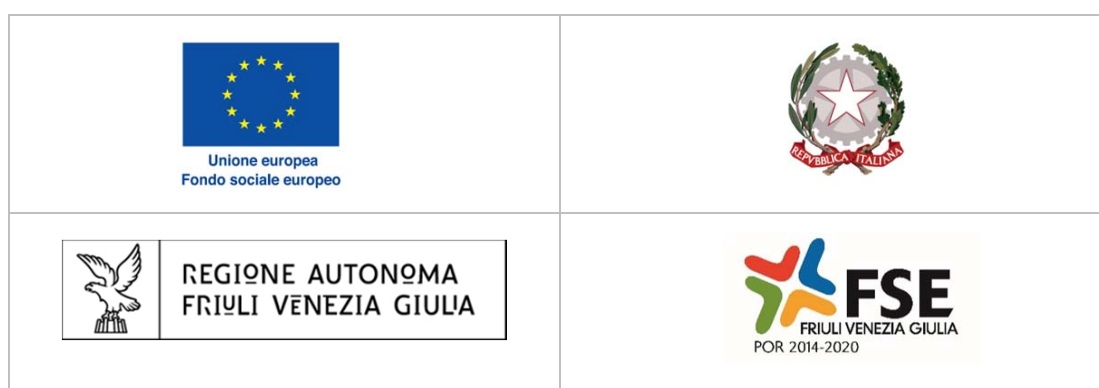 Unione europea
Fondo sociale europeo
REPVBBLICA ITALIANA
REGIONE AUTONOMA
FRIULI VENEZIA GIULIA
FSE
FRIULI VENEZIA GIULIA
POR 2014-2020